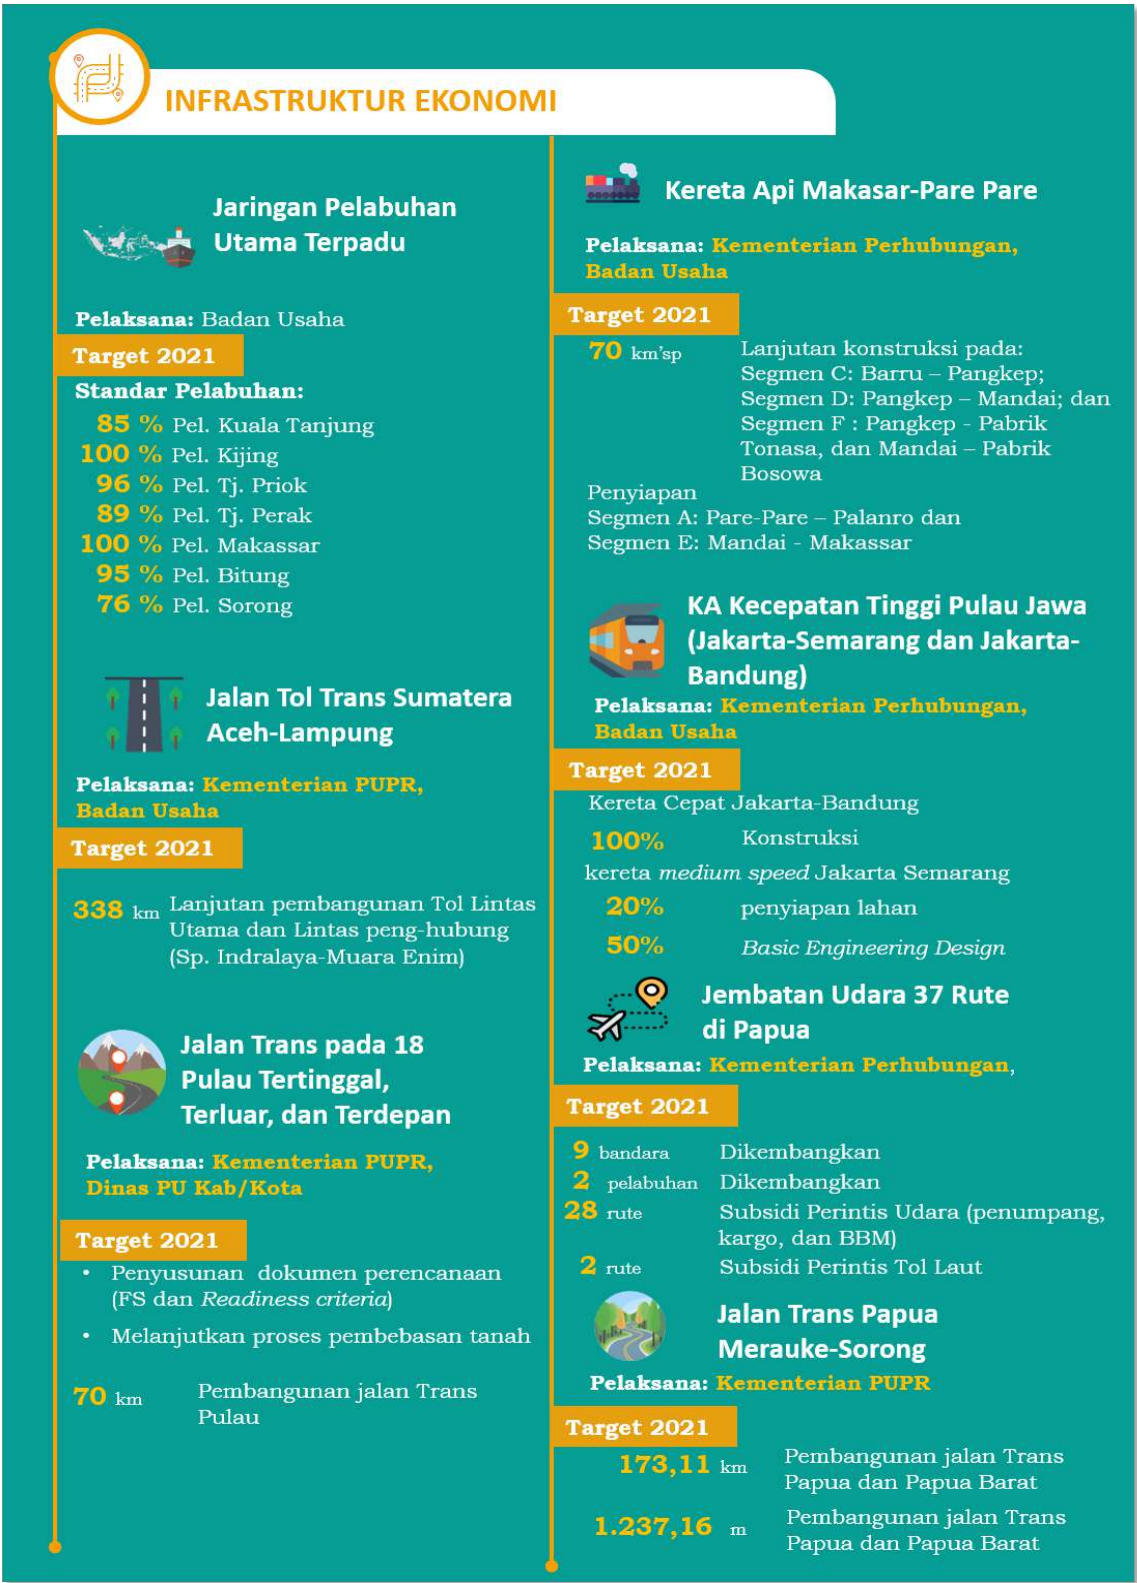 INFRASTRUKTUR EKONOMI
Jaringan Pelabuhan
Utama Terpadu
Pelaksana: Badan Usaha
Target 2021
Standar Pelabuhan:
85 % Pel. Kuala Tanjung
100 % Pel. Kijing
96 % Pel. Tj. Priok
89 % Pel. Tj. Perak
100 % Pel. Makassar
95 % Pel. Bitung
76 % Pel. Sorong
Jalan Tol Trans Sumatera
Aceh-Lampung
Pelaksana: Kementerian PUPR,
Badan Usaha
Target 2021
338 km Lanjutan pembangunan Tol Lintas
Utama dan Lintas peng-hubung
(Sp. Indralaya-Muara Enim)
Jalan Trans pada 18
Pulau Tertinggal,
Terluar, dan Terdepan
Pelaksana: Kementerian PUPR,
Dinas PU Kab/Kota
Target 2021
• Penyusunan dokumen perencanaan
(FS dan Readiness criteria)
• Melanjutkan proses pembebasan tanah
70 km Pembangunan jalan Trans
Pulau
Kereta Api Makasar-Pare Pare
Pelaksana: Kementerian Perhubungan,
Badan Usaha
Target 2021
70 km'sp Lanjutan konstruksi pada:
Segmen C: Barru – Pangkep;
Segmen D: Pangkep – Mandai; dan
Segmen F : Pangkep - Pabrik
Tonasa, dan Mandai – Pabrik
Bosowa
Penyiapan
Segmen A: Pare-Pare – Palanro dan
Segmen E: Mandai - Makassar
KA Kecepatan Tinggi Pulau Jawa
(Jakarta-Semarang dan Jakarta-
Bandung)
Pelaksana: Kementerian Perhubungan,
Badan Usaha
Target 2021
Kereta Cepat Jakarta-Bandung
100% Konstruksi
kereta medium speed Jakarta Semarang
20% penyiapan lahan
50% Basic Engineering Design
Jembatan Udara 37 Rute
di Papua
Pelaksana: Kementerian Perhubungan,
Target 2021
9 bandara Dikembangkan
2 pelabuhan Dikembangkan
28 rute Subsidi Perintis Udara (penumpang,
kargo, dan BBM)
2 rute Subsidi Perintis Tol Laut
Jalan Trans Papua
Merauke-Sorong
Pelaksana: Kementerian PUPR
Target 2021
173,11 km Pembangunan jalan Trans
Papua dan Papua Barat
1.237,16 m Pembangunan jalan Trans
Papua dan Papua Barat